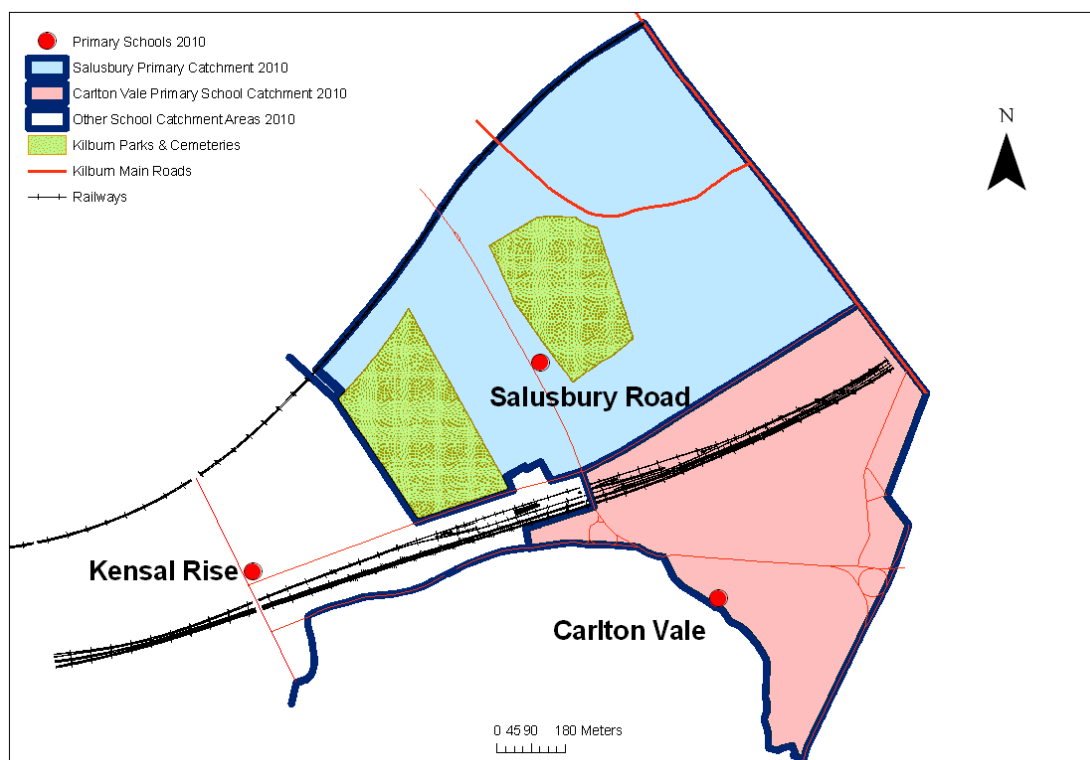 Primary Schools 2010
Salusbury Primary Catchment 2010
Carlton Vale Primary School Catchment 2010
Other School Catchment Areas 2010
Kilburn Parks & Cemeteries
Kilburn Main Roads
Railways
N
Salusbury Road
Kensal Rise
Carlton Vale
0 45 90 180 Meters